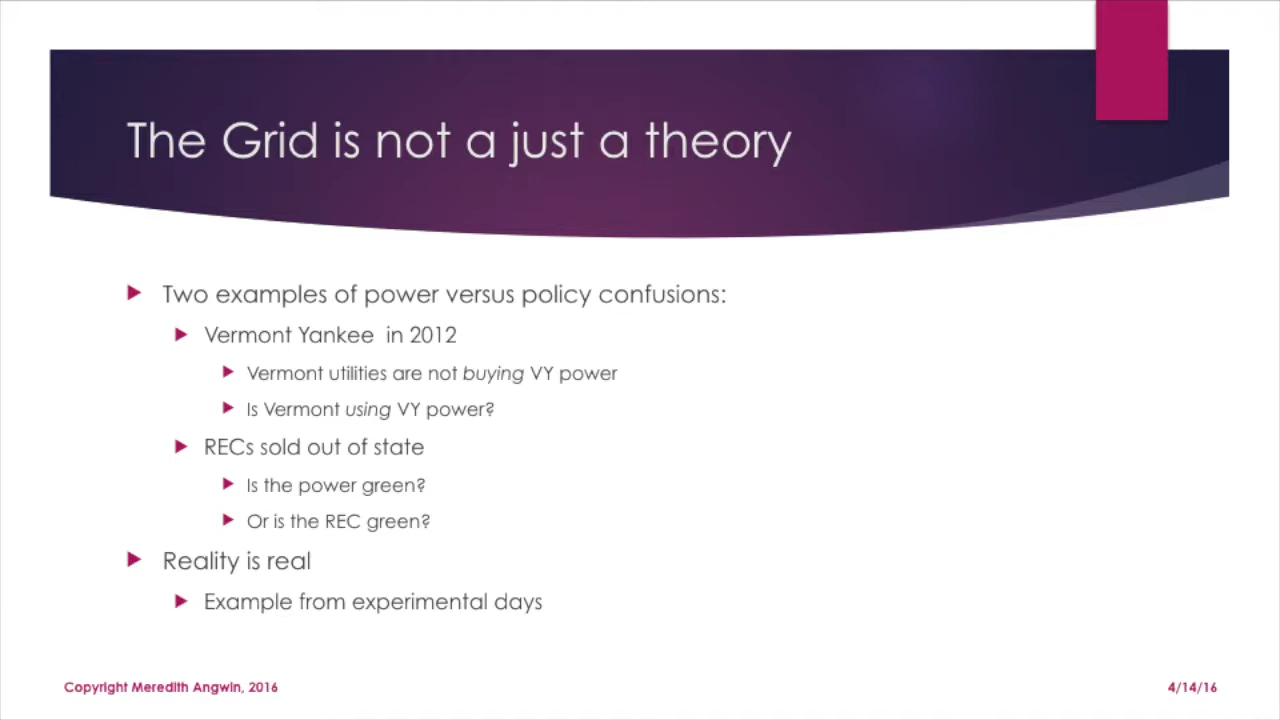 The Grid is not a just a theory
Two examples of power versus policy confusions:
Vermont Yankee in 2012
Vermont utilities are not buying VY power
Is Vermont using VY power?
RECs sold out of state
Is the power green?
Or is the REC green?
Reality is real
Example from experimental days
Copyright Meredith Angwin, 2016
4/14/16